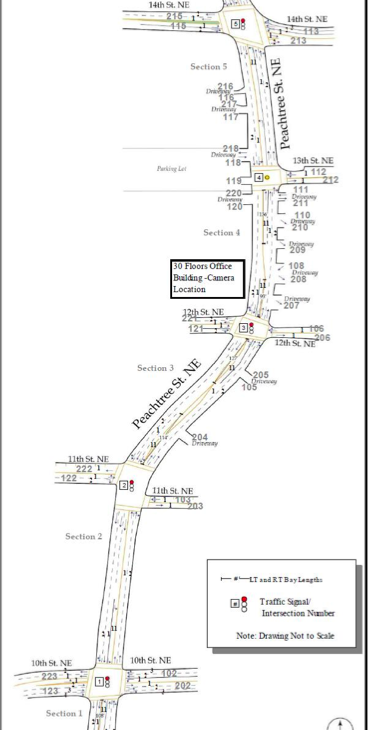 14th St. NE
215
115
5
14th St. NE
113
213
Section 5
216
Driveway
116
217
Driveway
117
Peachtree St. NE
218
Driveway
118
Parking Lot
13th St. NE
112
212
4
119
220
Driveway
120
111
Driveway
211
110
Driveway
210
209
Section 4
108
Driveway
208
Driveway
207
30 Floors Office
Building -Camera
Location
12th St. NE
221
121
3
106
206
12th St. NE
Section 3
Peachtree St. NE
205
Driveway
105
204
Driveway
11th St. NE
222
122
2
11th St. NE
103
203
Section 2
# LT and RT Bay Lengths
# Traffic Signal/
Intersection Number
Note: Drawing Not to Scale
10th St. NE
10th St. NE
223
123
1
102
202
Section 1